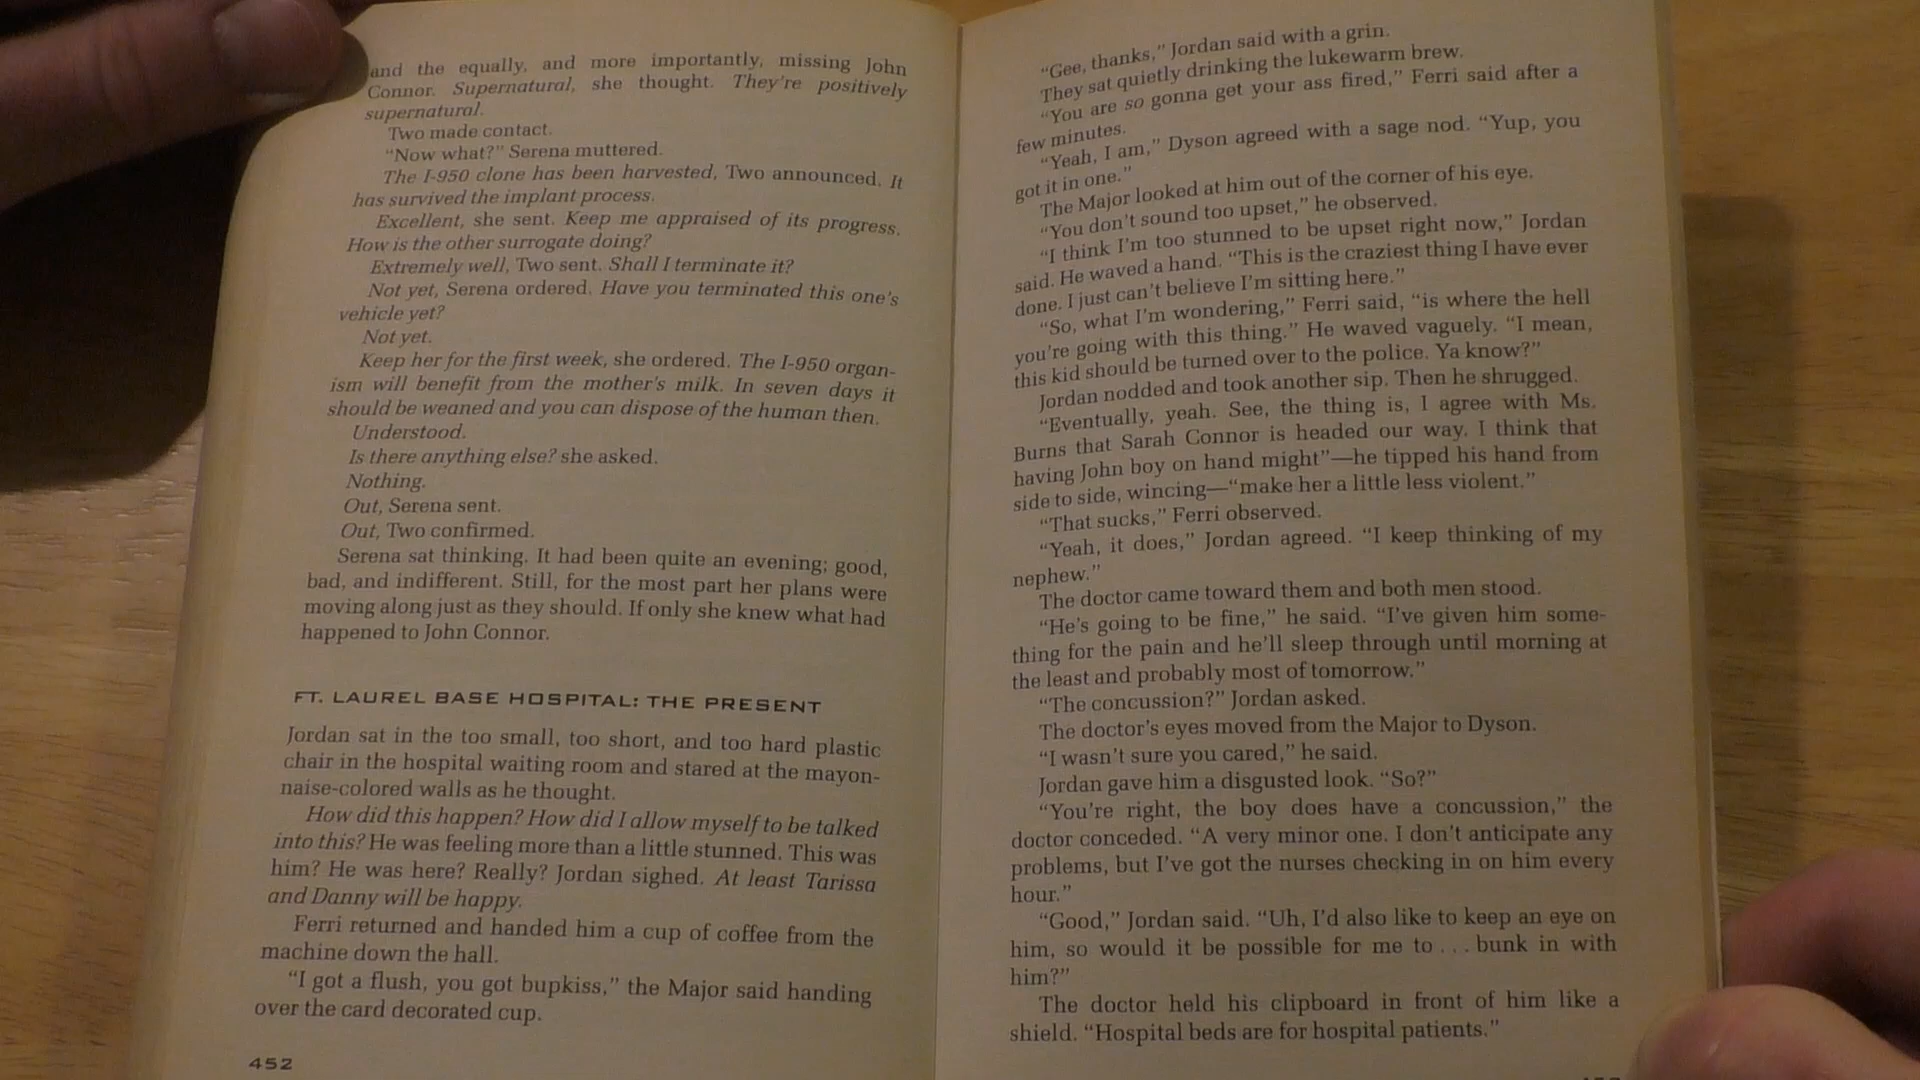 and the equally, and more importantly, missing John
Connor. Supernatural, she thought. They're positively
supernatural.
Two made contact.
“Now what?” Serena muttered.
The I-950 clone has been harvested, Two announced. It
has survived the implant process.
Excellent, she sent. Keep me appraised of its progress.
How is the other surrogate doing?
Extremely well, Two sent. Shall I terminate it?
Not yet, Serena ordered. Have you terminated this one's
vehicle yet?
Not yet.
Keep her for the first week, she ordered. The I-950 organ-
ism will benefit from the mother's milk. In seven days it
should be weaned and you can dispose of the human then.
Understood.
Is there anything else? she asked.
Nothing.
Out, Serena sent.
Out, Two confirmed.
Serena sat thinking. It had been quite an evening; good,
bad, and indifferent. Still, for the most part her plans were
moving along just as they should. If only she knew what had
happened to John Connor.
FT. LAUREL BASE HOSPITAL: THE PRESENT
Jordan sat in the too small, too short, and too hard plastic
chair in the hospital waiting room and stared at the mayon-
naise-colored walls as he thought.
How did this happen? How did I allow myself to be talked
into this? He was feeling more than a little stunned. This was
him? He was here? Really? Jordan sighed. At least Tarissa
and Danny will be happy.
Ferri returned and handed him a cup of coffee from the
machine down the hall.
“I got a flush, you got bupkiss,” the Major said handing
over the card decorated cup.
452
“Gee, thanks,” Jordan said with a grin.
They sat quietly drinking the lukewarm brew.
“You are so gonna get your ass fired,” Ferri said after a
few minutes.
“Yeah, I am,” Dyson agreed with a sage nod. “Yup, you
got it in one.”
The Major looked at him out of the corner of his eye.
“You don't sound too upset,” he observed.
“I think I'm too stunned to be upset right now,” Jordan
said. He waved a hand. “This is the craziest thing I have ever
done. I just can't believe I'm sitting here.”
“So, what I'm wondering,” Ferri said, “is where the hell
you're going with this thing.” He waved vaguely. “I mean,
this kid should be turned over to the police. Ya know?”
Jordan nodded and took another sip. Then he shrugged.
“Eventually, yeah. See, the thing is, I agree with Ms.
Burns that Sarah Connor is headed our way. I think that
having John boy on hand might”—he tipped his hand from
side to side, wincing—“make her a little less violent.”
“That sucks,” Ferri observed.
“Yeah, it does,” Jordan agreed. “I keep thinking of my
nephew.”
The doctor came toward them and both men stood.
“He's going to be fine,” he said. “I've given him some-
thing for the pain and he'll sleep through until morning at
the least and probably most of tomorrow.”
“The concussion?” Jordan asked.
The doctor's eyes moved from the Major to Dyson.
“I wasn't sure you cared,” he said.
Jordan gave him a disgusted look. “So?”
“You're right, the boy does have a concussion,” the
doctor conceded. “A very minor one. I don't anticipate any
problems, but I've got the nurses checking in on him every
hour.”
“Good,” Jordan said. “Uh, I'd also like to keep an eye on
him, so would it be possible for me to . . . bunk in with
him?”
The doctor held his clipboard in front of him like a
shield. “Hospital beds are for hospital patients.”